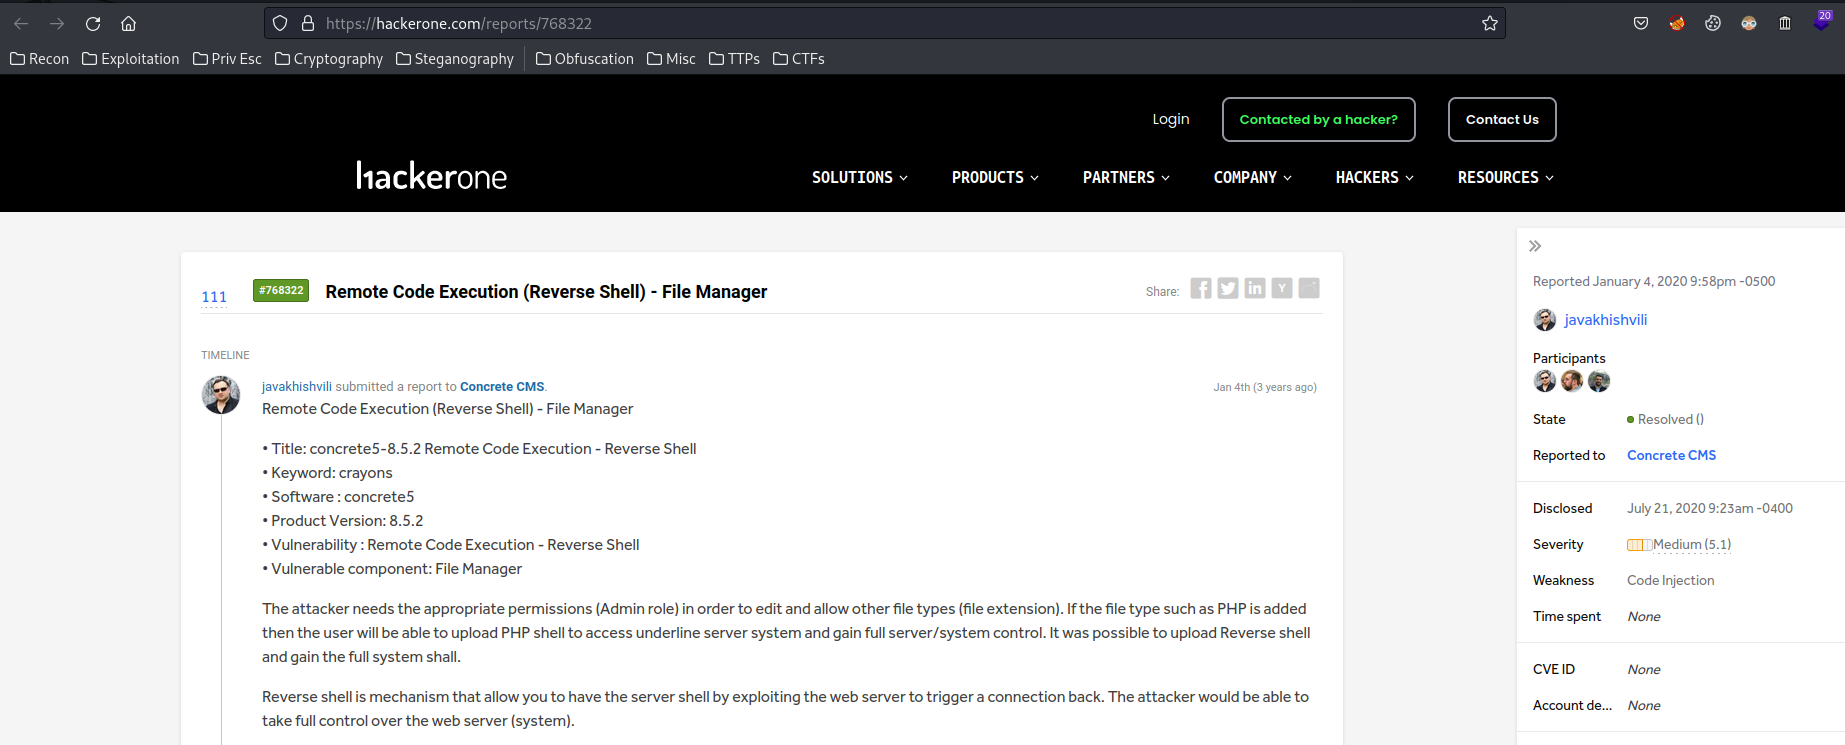 https://hackerone.com/reports/768322
20
Recon Exploitation Priv Esc Cryptography Steganography Obfuscation Misc TTPs CTFs
Login Contacted by a hacker? Contact Us
hackerone SOLUTIONS PRODUCTS PARTNERS COMPANY HACKERS RESOURCES
111 #768322 Remote Code Execution (Reverse Shell) - File Manager Share:
TIMELINE
javakhishvili submitted a report to Concrete CMS. Jan 4th (3 years ago)
Remote Code Execution (Reverse Shell) - File Manager
• Title: concrete5-8.5.2 Remote Code Execution - Reverse Shell
• Keyword: crayons
• Software : concrete5
• Product Version: 8.5.2
• Vulnerability : Remote Code Execution - Reverse Shell
• Vulnerable component: File Manager
The attacker needs the appropriate permissions (Admin role) in order to edit and allow other file types (file extension). If the file type such as PHP is added
then the user will be able to upload PHP shell to access underline server system and gain full server/system control. It was possible to upload Reverse shell
and gain the full system shall.
Reverse shell is mechanism that allow you to have the server shell by exploiting the web server to trigger a connection back. The attacker would be able to
take full control over the web server (system).
Reported January 4, 2020 9:58pm -0500
javakhishvili
Participants
State Resolved ()
Reported to Concrete CMS
Disclosed July 21, 2020 9:23am -0400
Severity Medium (5.1)
Weakness Code Injection
Time spent None
CVE ID None
Account de... None